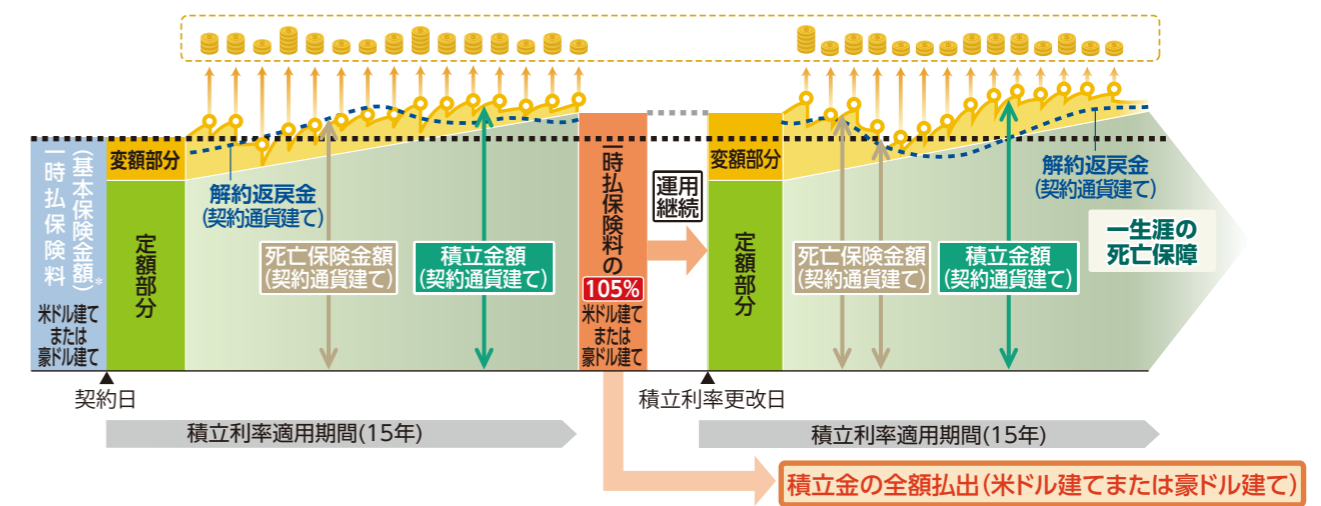 一時払保険料
(基本保険金額)*
米ドル建て
または
豪ドル建て
変額部分
定額部分
解約返戻金
(契約通貨建て)
死亡保険金額
(契約通貨建て)
積立金額
(契約通貨建て)
一時払保険料の
105%
米ドル建て
または
豪ドル建て
運用
継続
変額部分
定額部分
死亡保険金額
(契約通貨建て)
積立金額
(契約通貨建て)
解約返戻金
(契約通貨建て)
一生涯の
死亡保障
契約日
積立利率更改日
積立利率適用期間(15年)
積立利率適用期間(15年)
積立金の全額払出(米ドル建てまたは豪ドル建て)